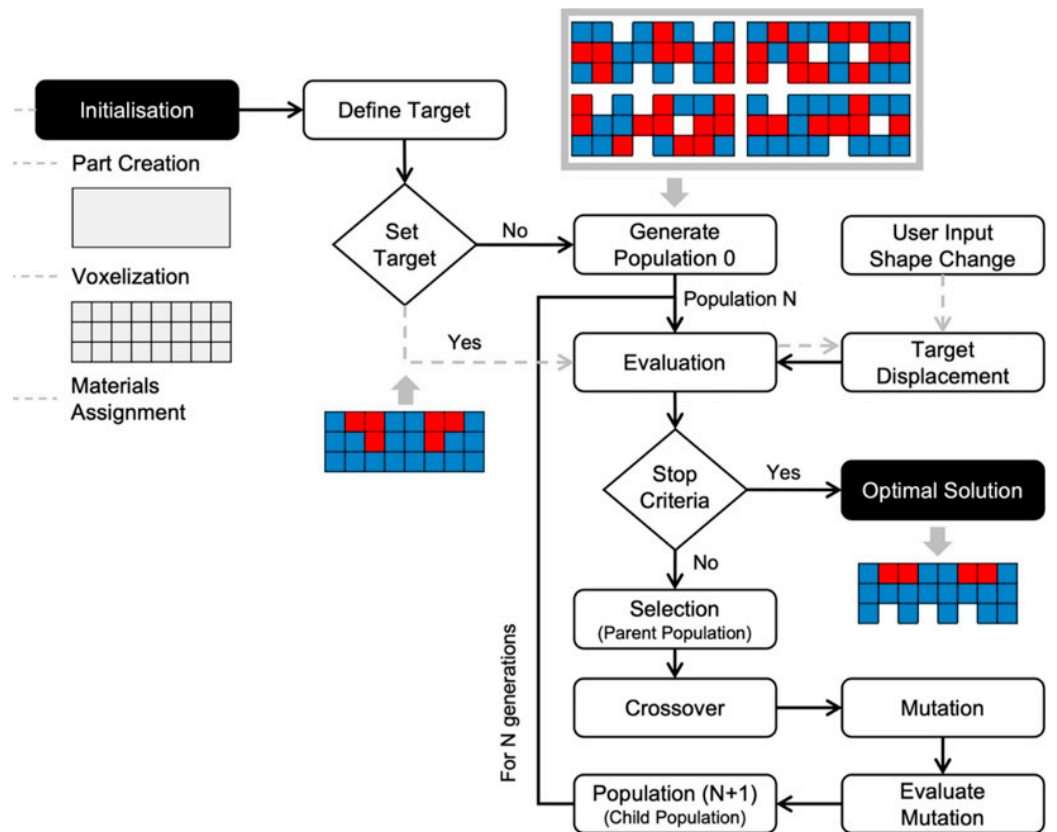 Initialisation
Define Target
Part Creation
Voxelization
Materials
Assignment
Set
Target
No
Yes
Generate
Population 0
User Input
Shape Change
Population N
Evaluation
Target
Displacement
Stop
Criteria
Yes
Optimal Solution
No
Selection
(Parent Population)
Crossover
Mutation
For N generations
Population (N+1)
(Child Population)
Evaluate
Mutation